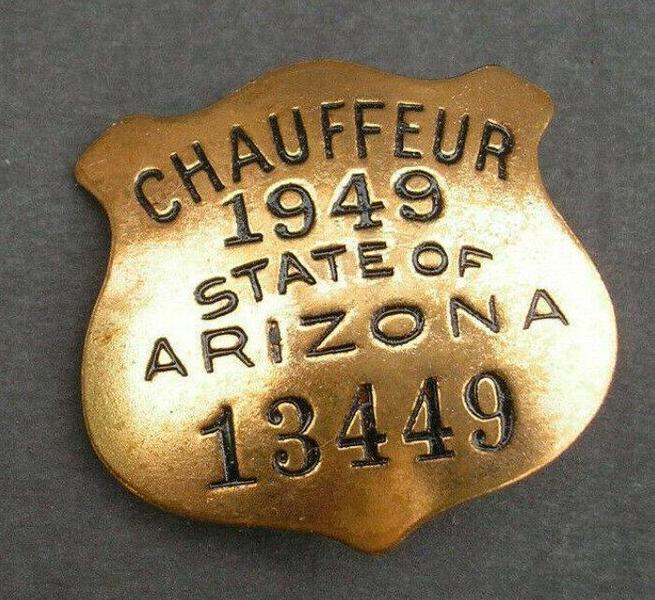 CHAUFFEUR
1949
STATE OF
ARIZONA
13449